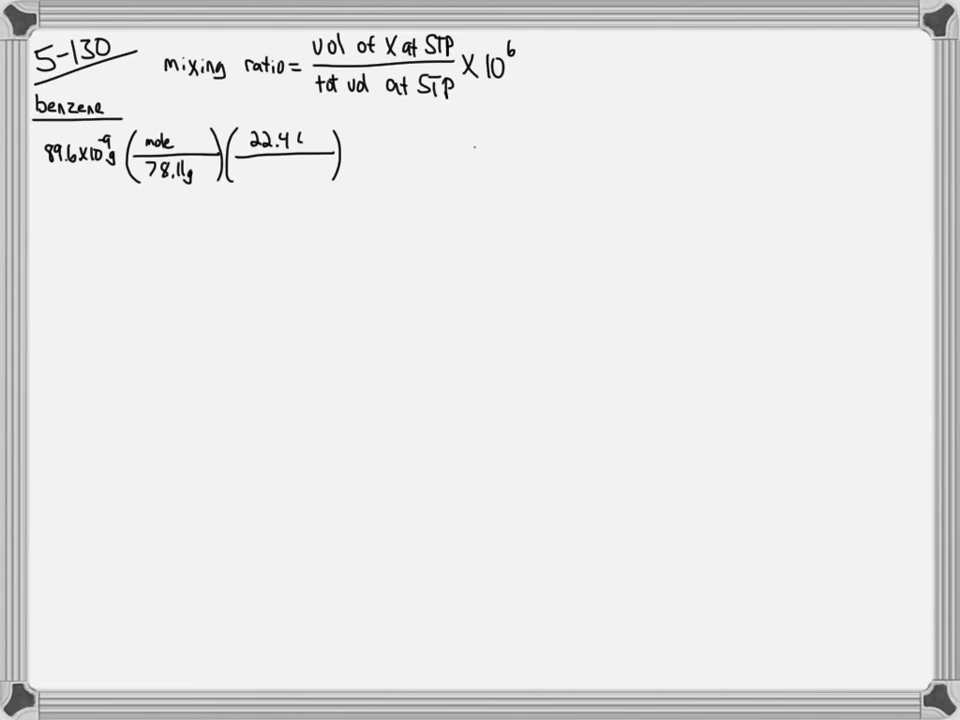 5-130
mixing ratio = vol of X at STP / tot vol at STP X 10^6
benzene
89.6 x 10^-9 g (mole / 78.11g) (22.4 L / )